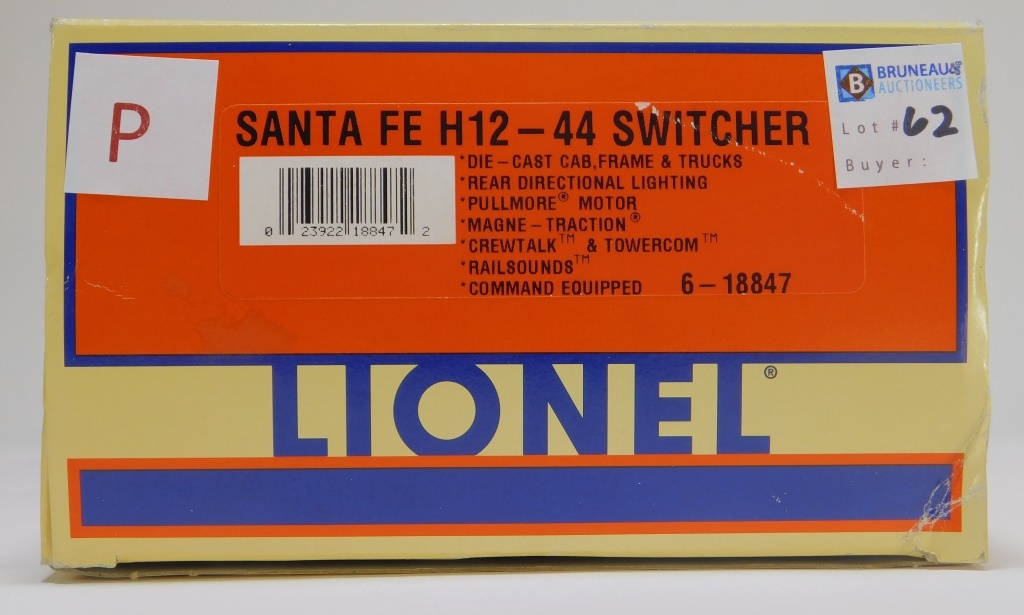 P
BRUNEAU & CO
AUCTIONEERS
Lot # 62
Buyer:
SANTA FE H12-44 SWITCHER
*DIE-CAST CAB,FRAME & TRUCKS
*REAR DIRECTIONAL LIGHTING
*PULLMORE® MOTOR
*MAGNE-TRACTION®
*CREWTALK™ & TOWERCOM™
*RAILSOUNDS™
*COMMAND EQUIPPED 6-18847
0 23922 18847 2
LIONEL®